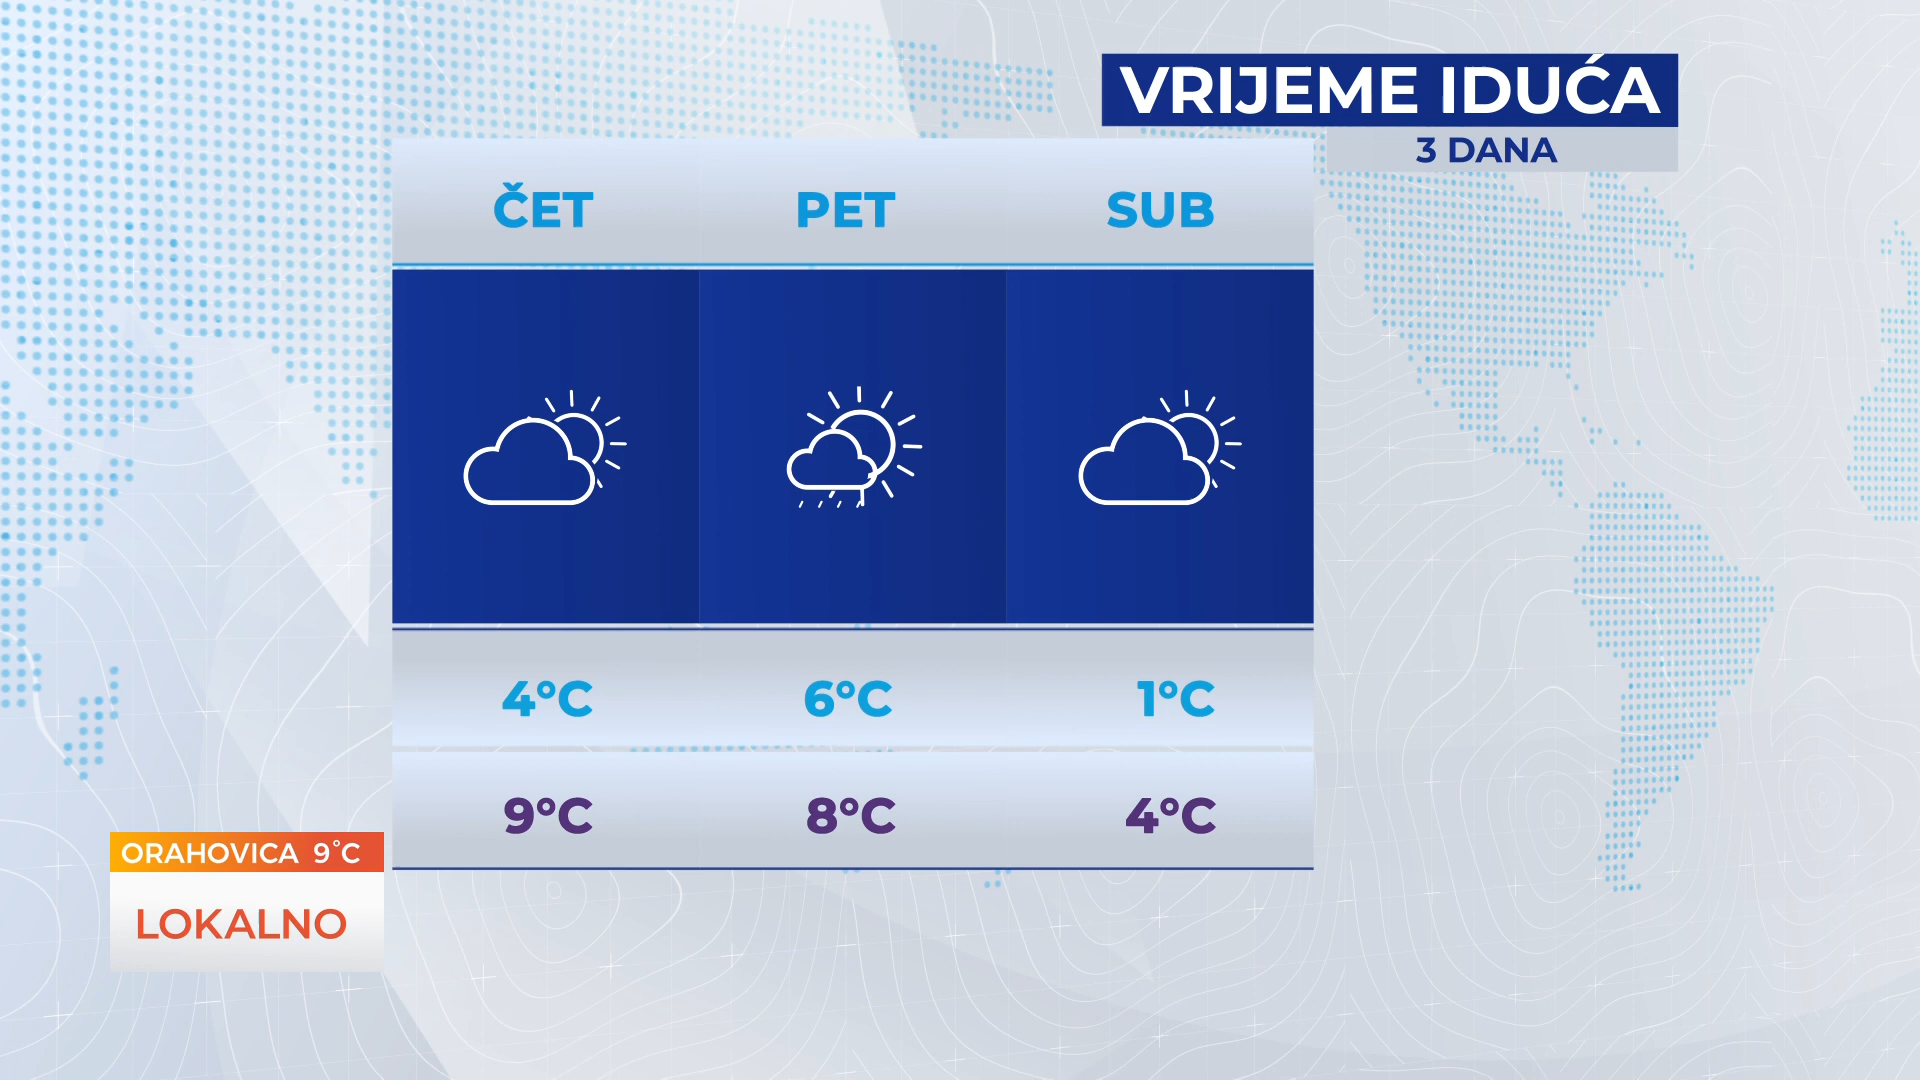 VRIJEME IDUĆA
3 DANA
ČET PET SUB
4°C 6°C 1°C
9°C 8°C 4°C
ORAHOVICA 9°C
LOKALNO